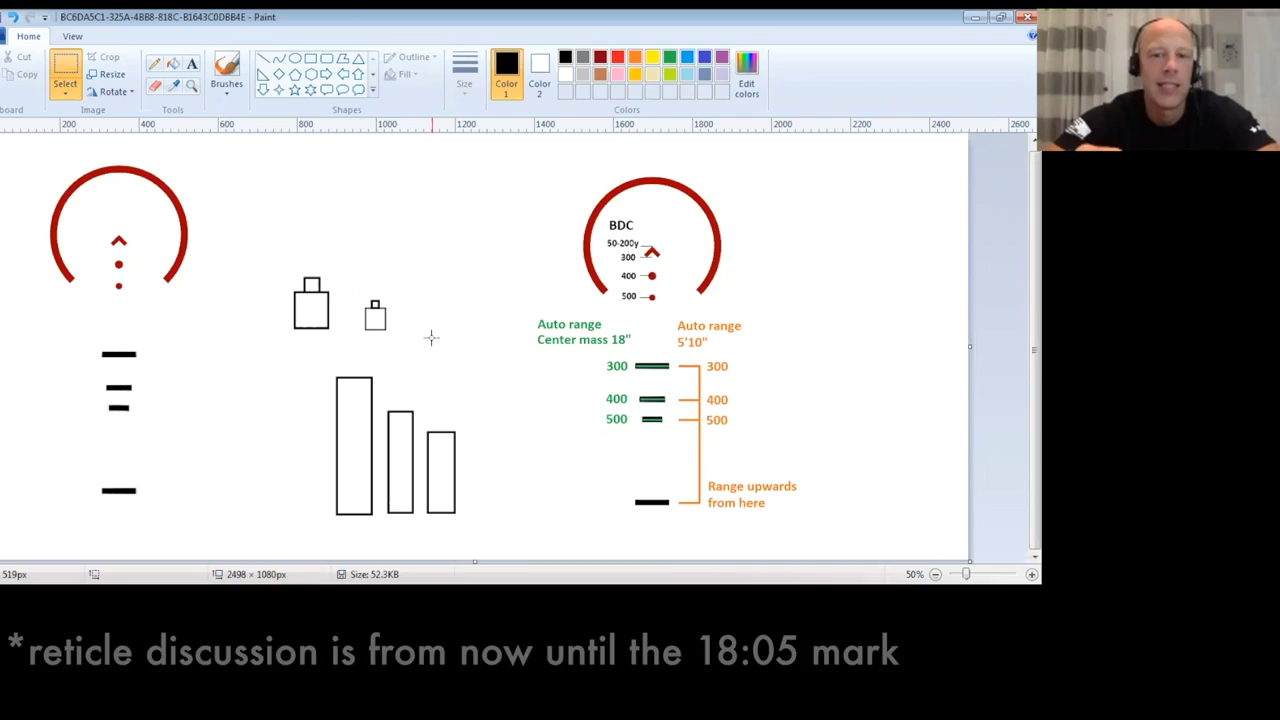 BC6DA5C1-325A-4BB8-818C-B1643C0DBB4E - Paint
Home View
Cut
Copy
Select
Crop
Resize
Rotate
A
Brushes
Outline
Fill
Size
Color 1
Color 2
Edit colors
oard Image Tools Shapes Colors
200 400 600 800 1000 1200 1400 1600 1800 2000 2200 2400 2600
BDC
50-200y
300
400
500
Auto range
Center mass 18"
Auto range
5'10"
300 300
400 400
500 500
Range upwards
from here
519px 2498 × 1080px Size: 52.3KB 50%
*reticle discussion is from now until the 18:05 mark